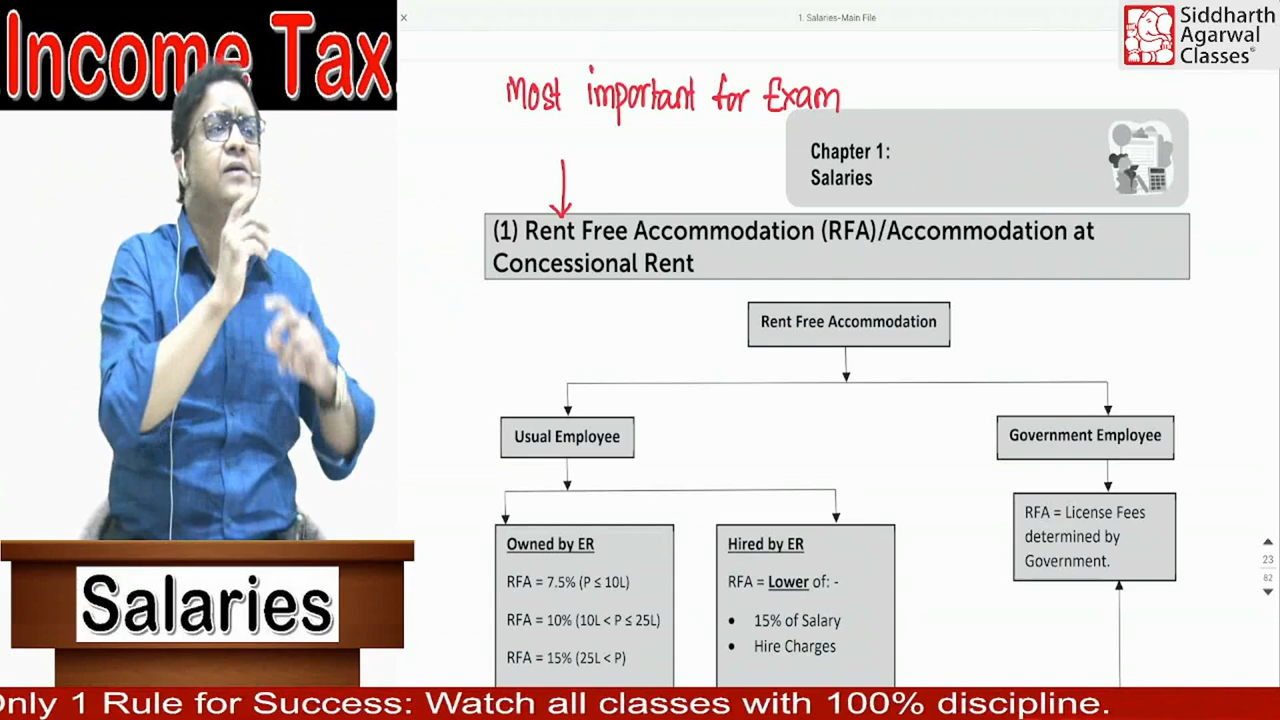 Income Tax
1. Salaries-Main File
Siddharth
Agarwal
Classes
Most important for Exam
Chapter 1:
Salaries
(1) Rent Free Accommodation (RFA)/Accommodation at
Concessional Rent
Rent Free Accommodation
Usual Employee
Government Employee
Owned by ER
RFA = 7.5% (P ≤ 10L)
RFA = 10% (10L < P ≤ 25L)
RFA = 15% (25L < P)
Hired by ER
RFA = Lower of: -
• 15% of Salary
• Hire Charges
RFA = License Fees
determined by
Government.
23
82
Salaries
Only 1 Rule for Success: Watch all classes with 100% discipline.